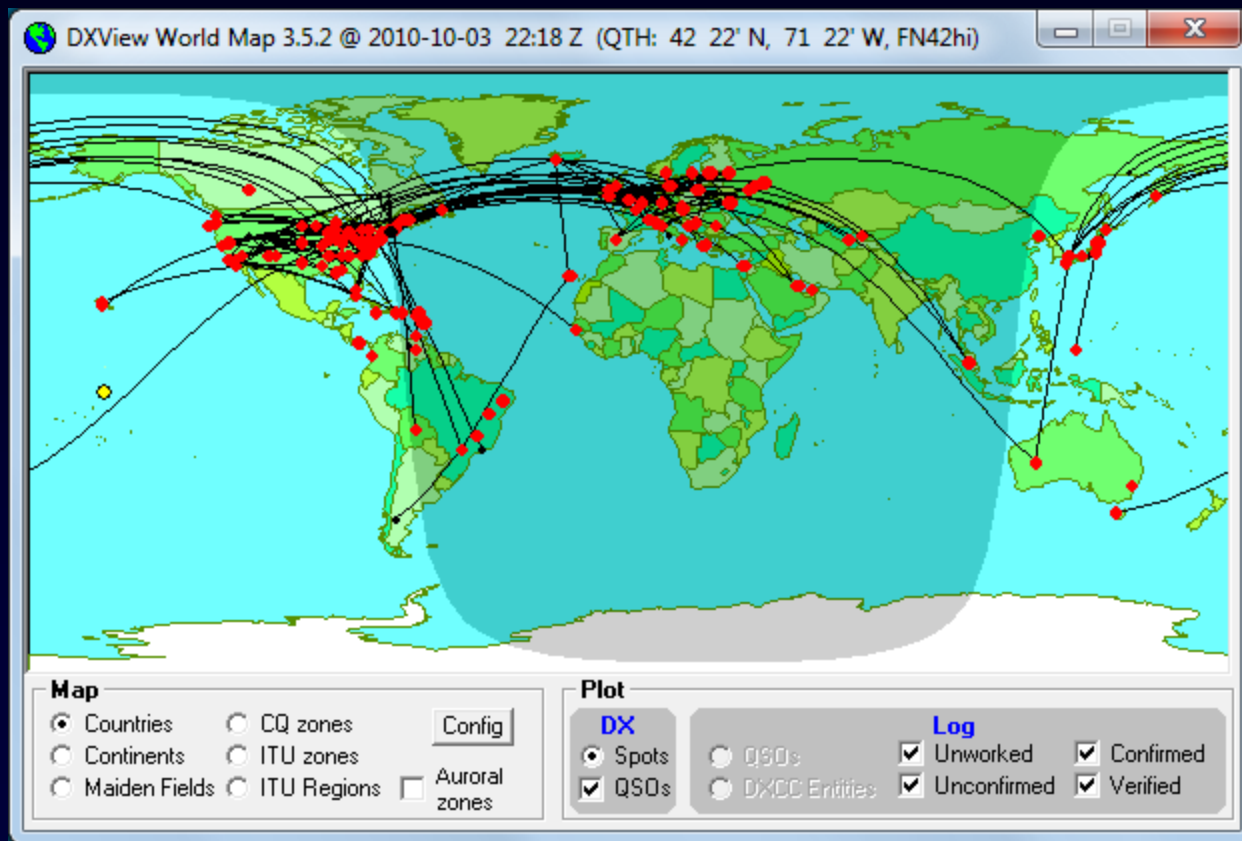 DXView World Map 3.5.2 @ 2010-10-03 22:18 Z (QTH: 42 22' N, 71 22' W, FN42hi)
Map
Countries
CQ zones
Config
Continents
ITU zones
Maiden Fields
ITU Regions
Auroral
zones
Plot
DX
Spots
QSOs
Log
QSOs
Unworked
Confirmed
DXCC Entities
Unconfirmed
Verified